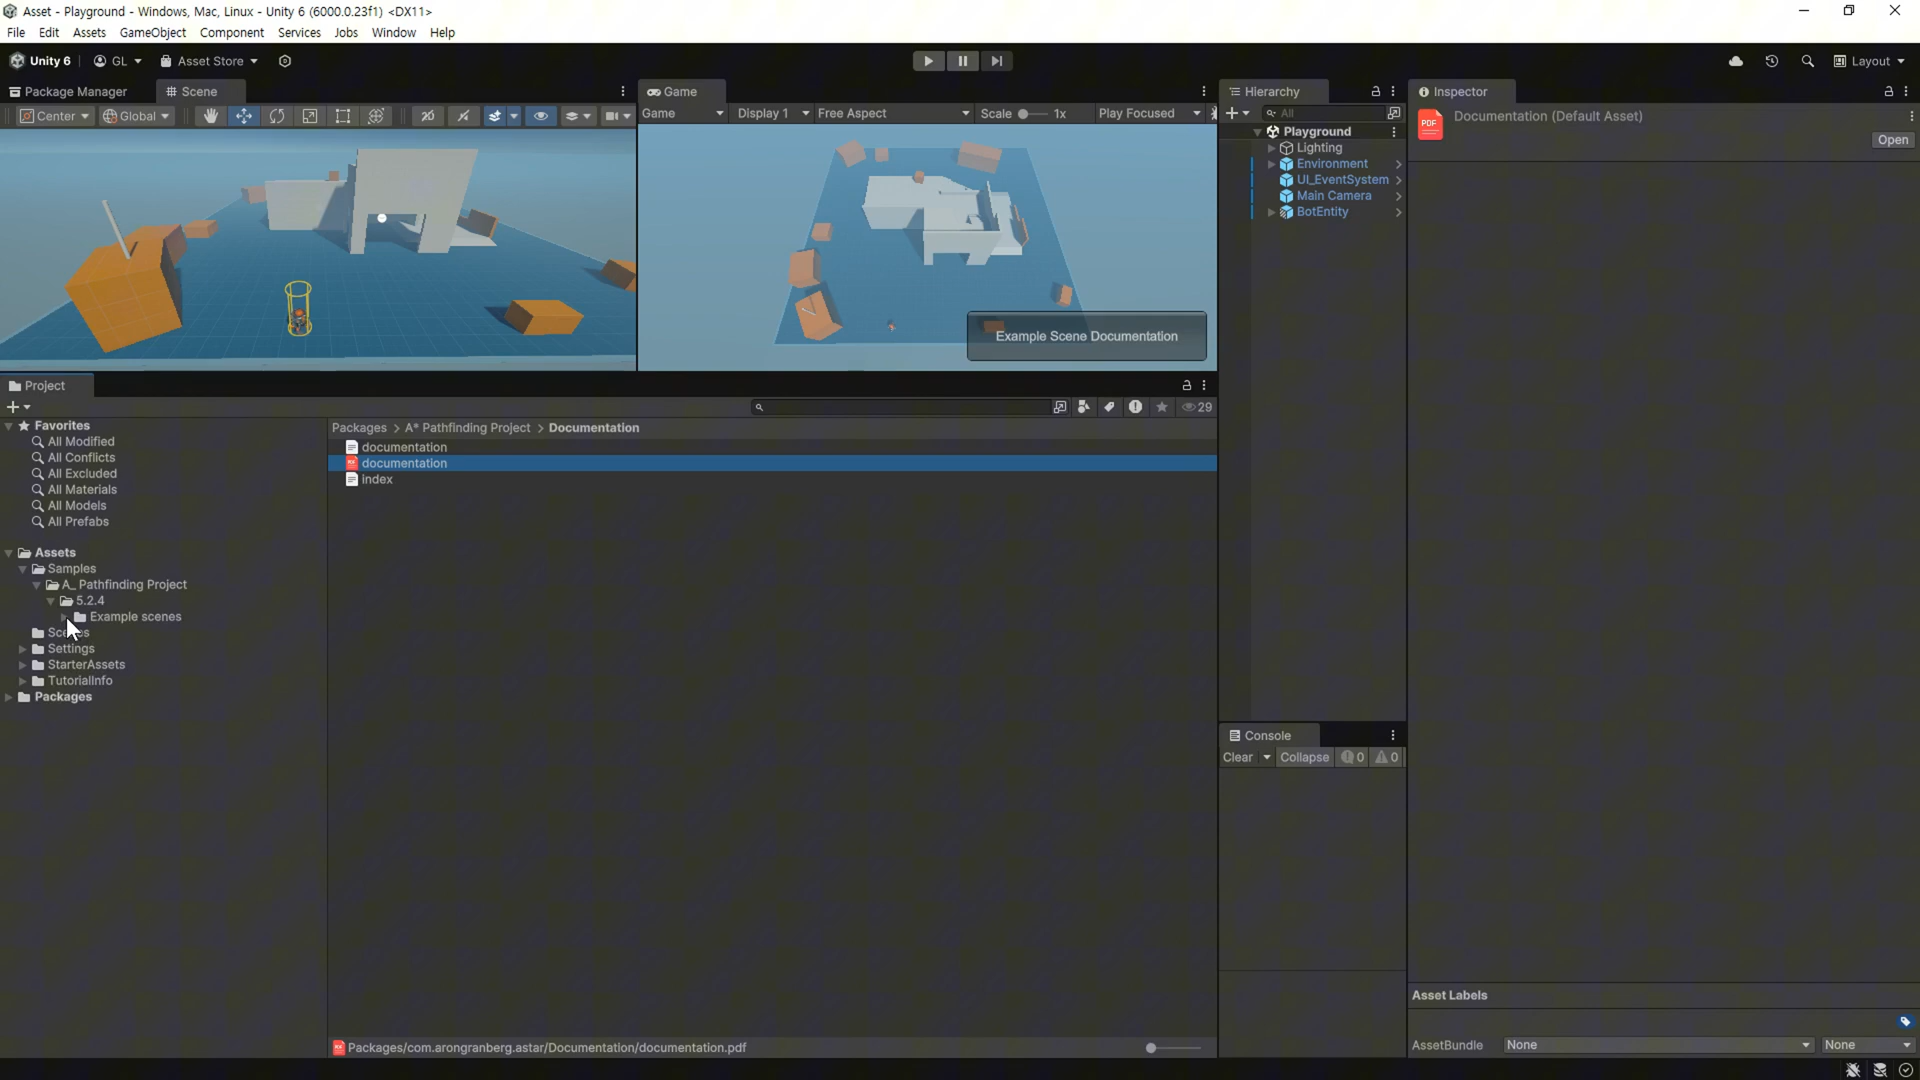 Asset - Playground - Windows, Mac, Linux - Unity 6 (6000.0.23f1) <DX11>
File Edit Assets GameObject Component Services Jobs Window Help
Unity 6 GL Asset Store Layout
Package Manager Scene Game Hierarchy Inspector
Center Global Game Display 1 Free Aspect Scale 1x Play Focused All
Documentation (Default Asset)
Open
Playground
Lighting
Environment
UI_EventSystem
Main Camera
BotEntity
Example Scene Documentation
Project
29
Favorites
All Modified
All Conflicts
All Excluded
All Materials
All Models
All Prefabs
Assets
Samples
A_ Pathfinding Project
5.2.4
Example scenes
Settings
StarterAssets
TutorialInfo
Packages
Packages > A* Pathfinding Project > Documentation
documentation
PDF documentation
index
Packages/com.arongranberg.astar/Documentation/documentation.pdf
Console
Clear Collapse 0 0
PDF
Asset Labels
AssetBundle None None